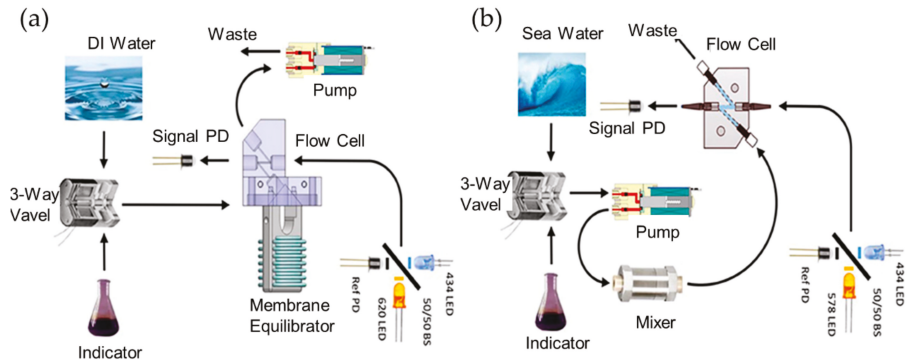 (a)
DI Water
Waste
Pump
Signal PD
Flow Cell
3-Way
Vavel
Membrane
Equilibrator
Indicator
Ref PD
620 LED
50/50 BS
434 LED
(b)
Sea Water
Waste
Flow Cell
Signal PD
3-Way
Vavel
Pump
Mixer
Indicator
Ref PD
578 LED
50/50 BS
434 LED